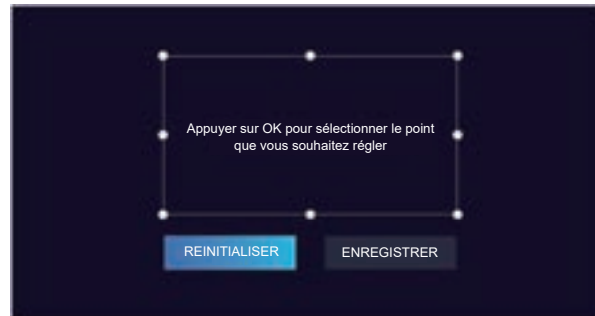 Appuyer sur OK pour sélectionner le point
que vous souhaitez régler
REINITIALISER
ENREGISTRER